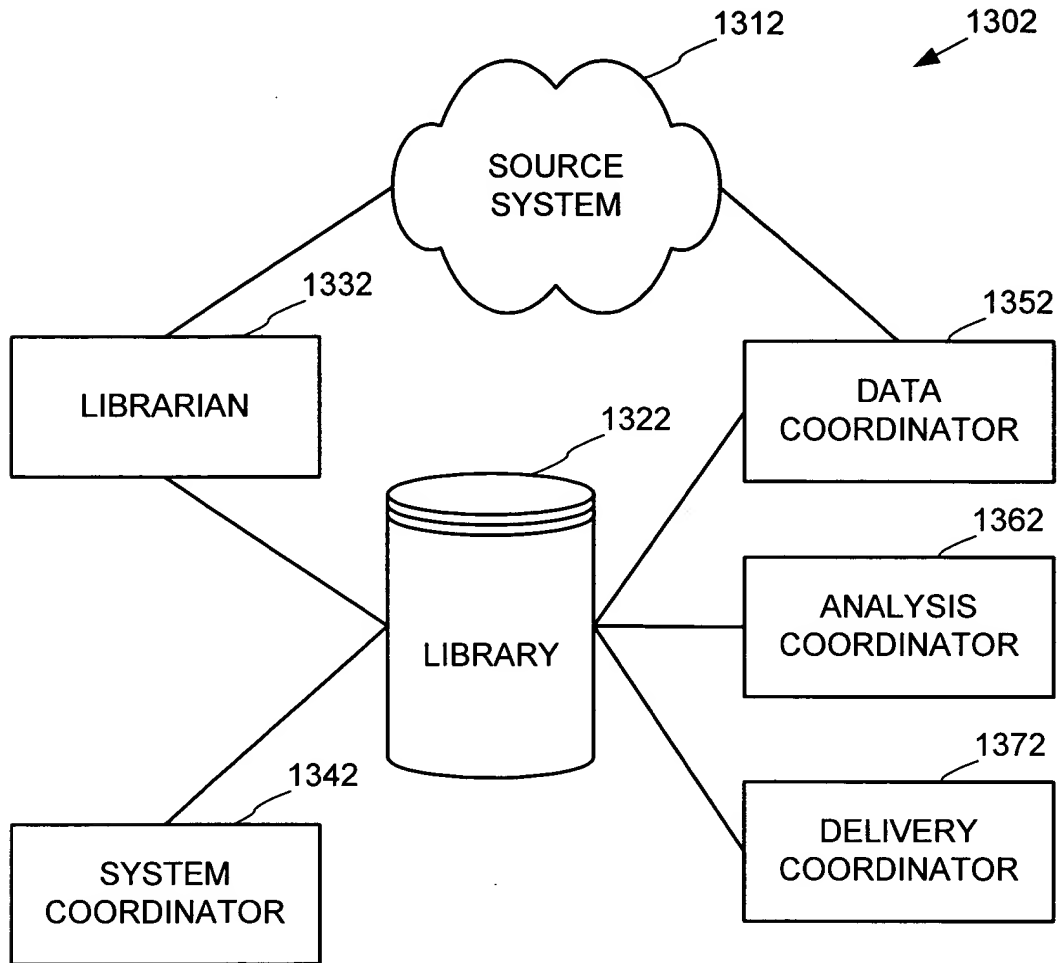 1312
1302
SOURCE
SYSTEM
1332
1352
LIBRARIAN
DATA
COORDINATOR
1322
1362
LIBRARY
ANALYSIS
COORDINATOR
1342
1372
SYSTEM
COORDINATOR
DELIVERY
COORDINATOR